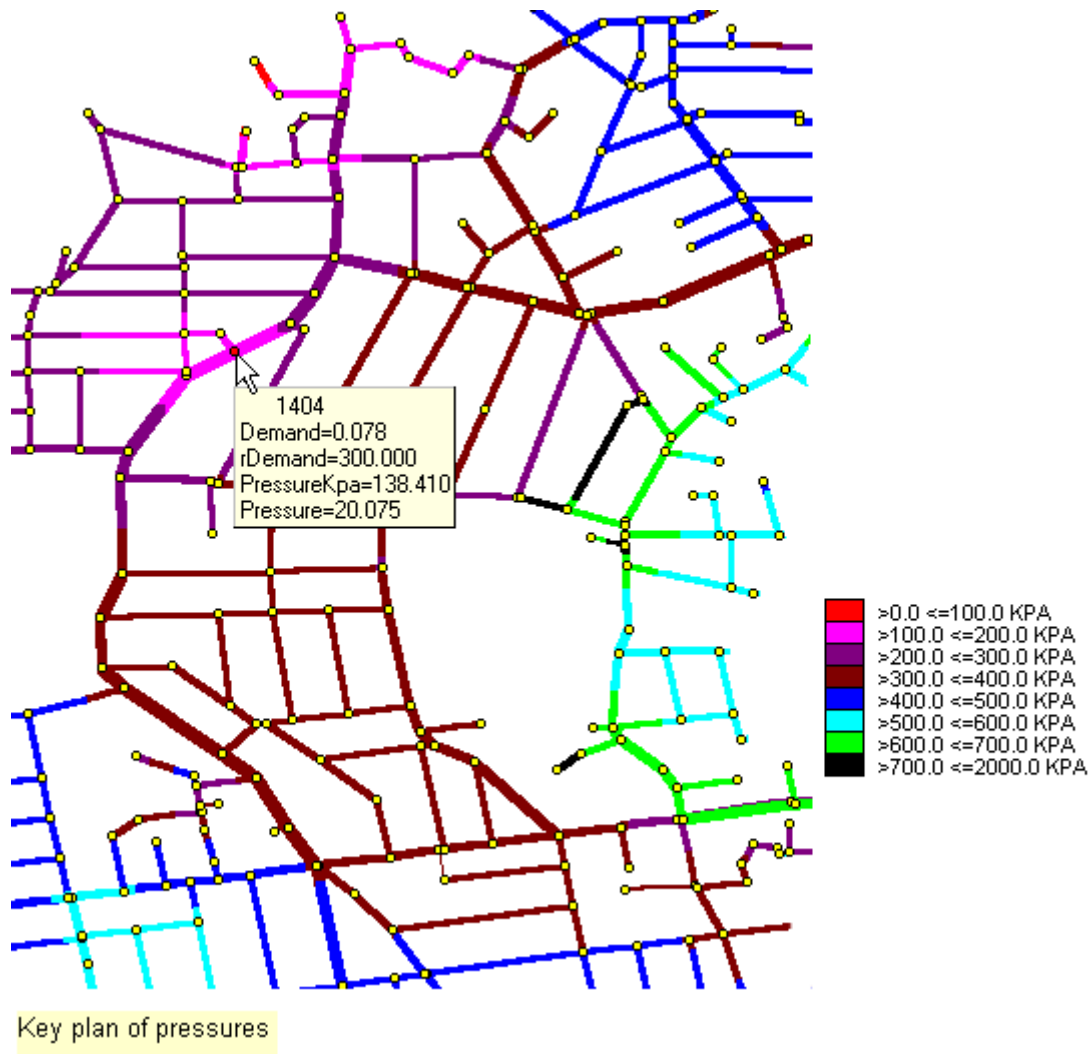 1404
Demand=0.078
rDemand=300.000
PressureKpa=138.410
Pressure=20.075
>0.0 <=100.0 KPA
>100.0 <=200.0 KPA
>200.0 <=300.0 KPA
>300.0 <=400.0 KPA
>400.0 <=500.0 KPA
>500.0 <=600.0 KPA
>600.0 <=700.0 KPA
>700.0 <=2000.0 KPA
Key plan of pressures